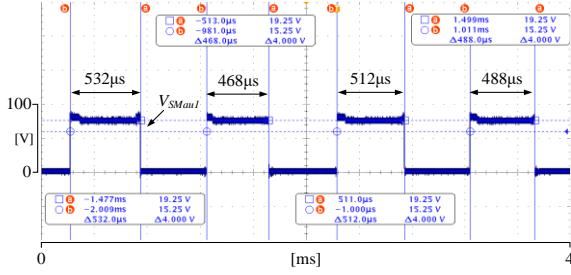 b a a b b a b a
a −513.0µs 19.25 V
b −981.0µs 15.25 V
Δ468.0µs Δ4.000 V
a 1.499ms 19.25 V
b 1.011ms 15.25 V
Δ488.0µs Δ4.000 V
532µs 468µs 512µs 488µs
VSMau1
100
[V]
0
a −1.477ms 19.25 V
b −2.009ms 15.25 V
Δ532.0µs Δ4.000 V
a 511.0µs 19.25 V
b −1.000µs 15.25 V
Δ512.0µs Δ4.000 V
0 [ms] 4